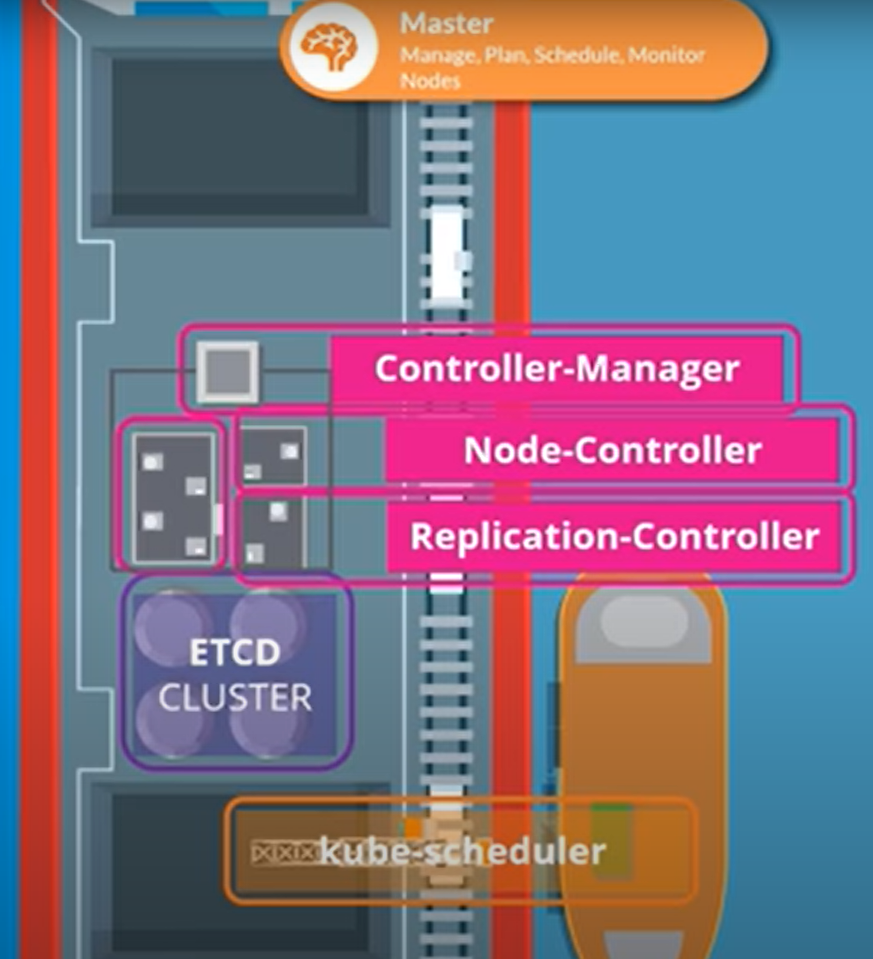 Master
Manage, Plan, Schedule, Monitor
Nodes
Controller-Manager
Node-Controller
Replication-Controller
ETCD
CLUSTER
kube-scheduler